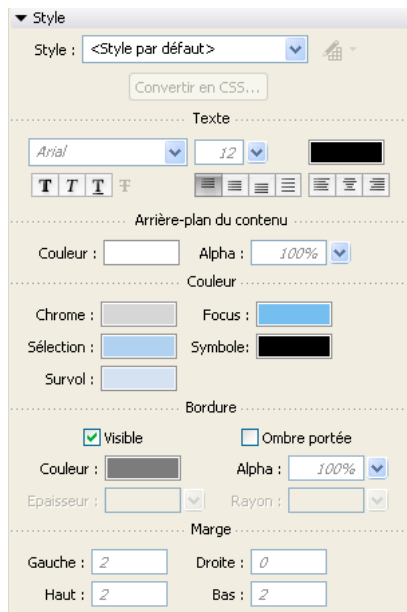 Style
Style : <Style par défaut>
Convertir en CSS...
Texte
Arial 12
T T T T
Arrière-plan du contenu
Couleur : Alpha : 100%
Couleur
Chrome : Focus :
Sélection : Symbole:
Survol :
Bordure
Visible Ombre portée
Couleur : Alpha : 100%
Epaisseur : Rayon :
Marge
Gauche : 2 Droite : 0
Haut : 2 Bas : 2